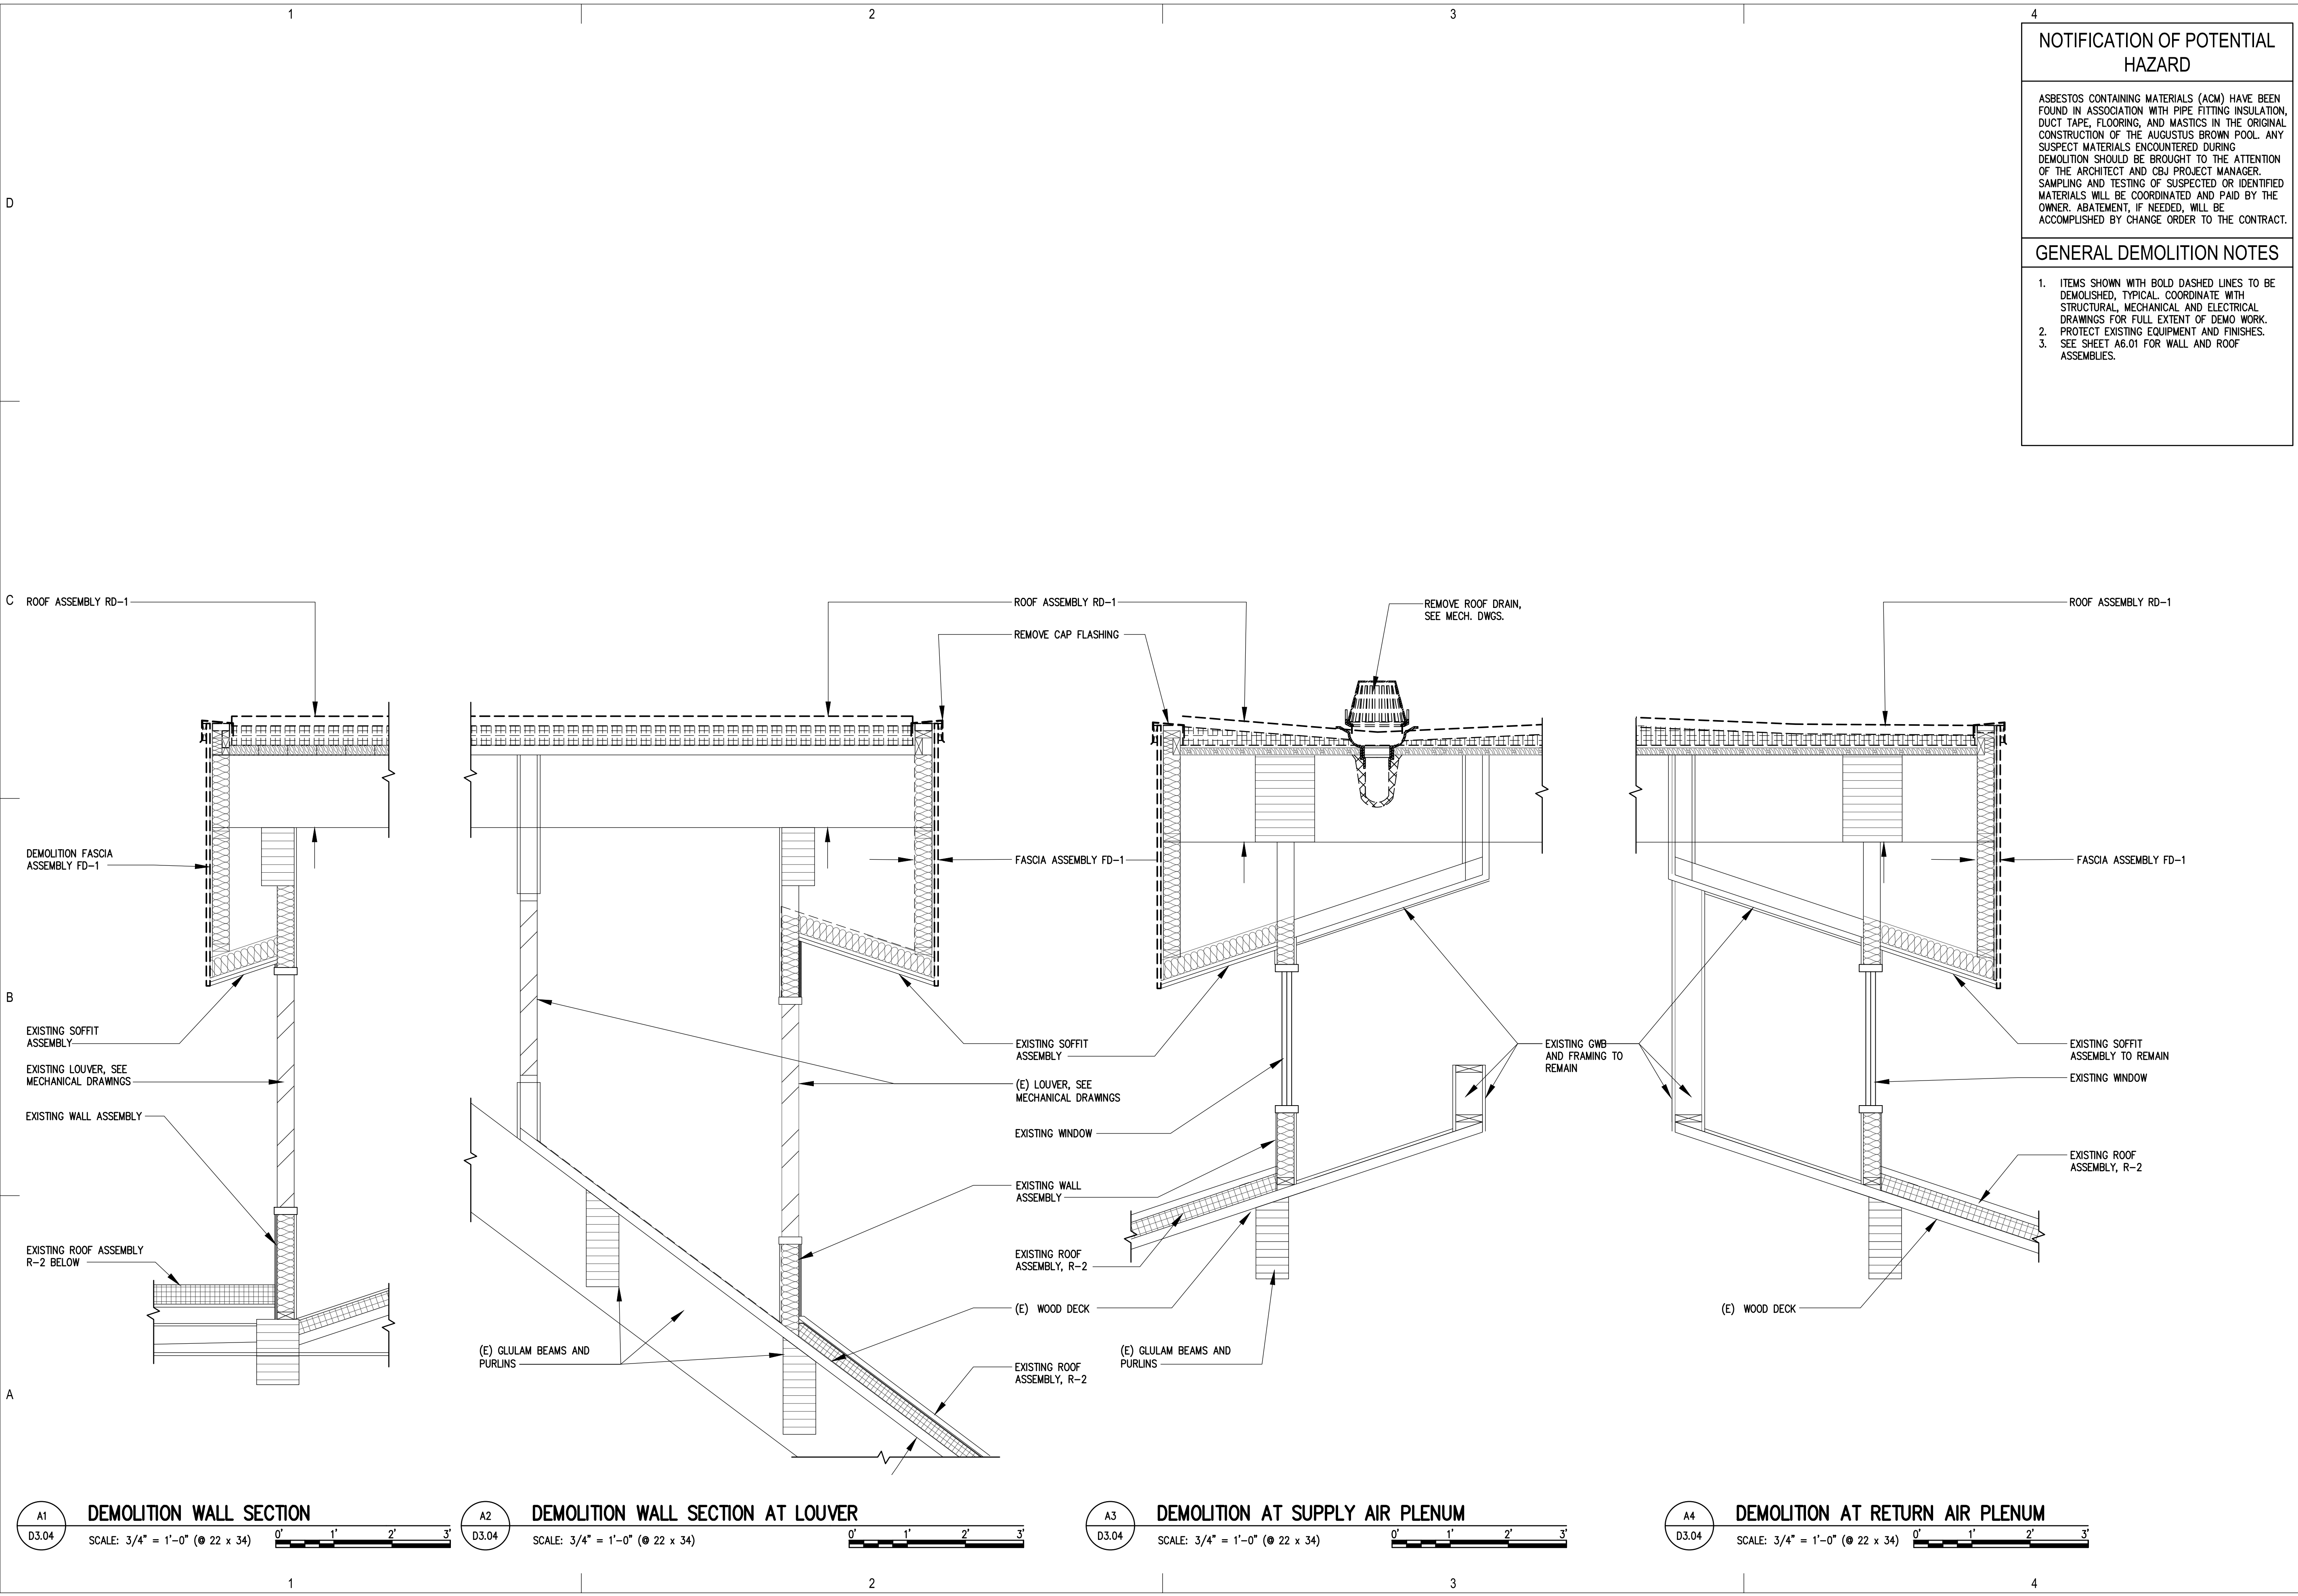 1
2
3
4
NOTIFICATION OF POTENTIAL
HAZARD
ASBESTOS CONTAINING MATERIALS (ACM) HAVE BEEN
FOUND IN ASSOCIATION WITH PIPE FITTING INSULATION,
DUCT TAPE, FLOORING, AND MASTICS IN THE ORIGINAL
CONSTRUCTION OF THE AUGUSTUS BROWN POOL. ANY
SUSPECT MATERIALS ENCOUNTERED DURING
DEMOLITION SHOULD BE BROUGHT TO THE ATTENTION
OF THE ARCHITECT AND CBJ PROJECT MANAGER.
SAMPLING AND TESTING OF SUSPECTED OR IDENTIFIED
MATERIALS WILL BE COORDINATED AND PAID BY THE
OWNER. ABATEMENT, IF NEEDED, WILL BE
ACCOMPLISHED BY CHANGE ORDER TO THE CONTRACT.
GENERAL DEMOLITION NOTES
1. ITEMS SHOWN WITH BOLD DASHED LINES TO BE
DEMOLISHED, TYPICAL. COORDINATE WITH
STRUCTURAL, MECHANICAL AND ELECTRICAL
DRAWINGS FOR FULL EXTENT OF DEMO WORK.
2. PROTECT EXISTING EQUIPMENT AND FINISHES.
3. SEE SHEET A6.01 FOR WALL AND ROOF
ASSEMBLIES.
D
C
B
A
ROOF ASSEMBLY RD-1
DEMOLITION FASCIA
ASSEMBLY FD-1
EXISTING SOFFIT
ASSEMBLY
EXISTING LOUVER, SEE
MECHANICAL DRAWINGS
EXISTING WALL ASSEMBLY
EXISTING ROOF ASSEMBLY
R-2 BELOW
(E) GLULAM BEAMS AND
PURLINS
ROOF ASSEMBLY RD-1
REMOVE CAP FLASHING
FASCIA ASSEMBLY FD-1
EXISTING SOFFIT
ASSEMBLY
(E) LOUVER, SEE
MECHANICAL DRAWINGS
EXISTING WINDOW
EXISTING WALL
ASSEMBLY
EXISTING ROOF
ASSEMBLY, R-2
(E) WOOD DECK
EXISTING ROOF
ASSEMBLY, R-2
(E) GLULAM BEAMS AND
PURLINS
REMOVE ROOF DRAIN,
SEE MECH. DWGS.
EXISTING GWB
AND FRAMING TO
REMAIN
ROOF ASSEMBLY RD-1
FASCIA ASSEMBLY FD-1
EXISTING SOFFIT
ASSEMBLY TO REMAIN
EXISTING WINDOW
EXISTING ROOF
ASSEMBLY, R-2
(E) WOOD DECK
A1
D3.04
DEMOLITION WALL SECTION
SCALE: 3/4" = 1'-0" (@ 22 x 34)
0' 1' 2' 3'
A2
D3.04
DEMOLITION WALL SECTION AT LOUVER
SCALE: 3/4" = 1'-0" (@ 22 x 34)
0' 1' 2' 3'
A3
D3.04
DEMOLITION AT SUPPLY AIR PLENUM
SCALE: 3/4" = 1'-0" (@ 22 x 34)
0' 1' 2' 3'
A4
D3.04
DEMOLITION AT RETURN AIR PLENUM
SCALE: 3/4" = 1'-0" (@ 22 x 34)
0' 1' 2' 3'
1
2
3
4